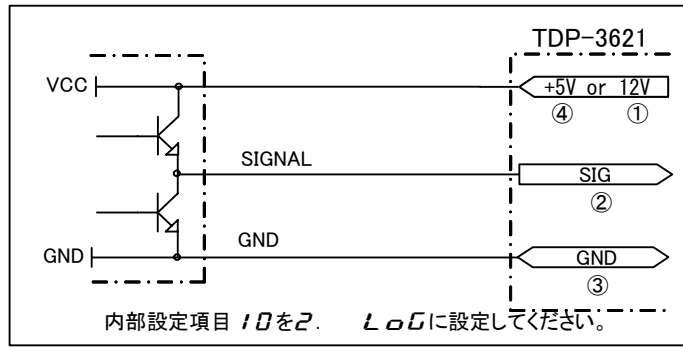 TDP-3621
VCC
+5V or 12V
④ ①
SIGNAL
SIG
②
GND
GND
GND
③
内部設定項目10を2. LoGに設定してください。